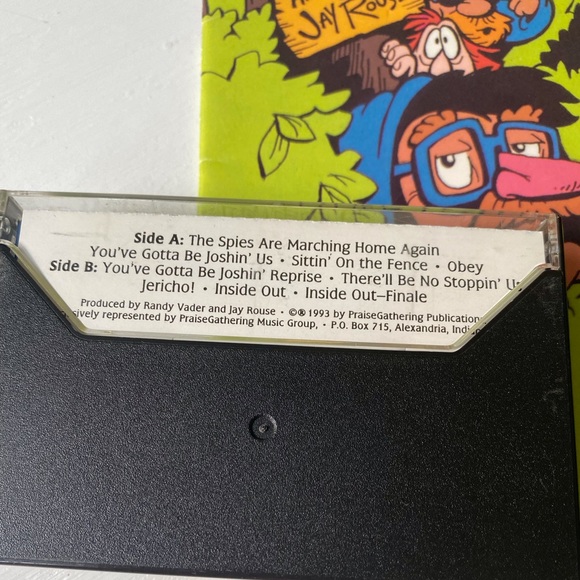 JAY ROUSE
Side A: The Spies Are Marching Home Again
You've Gotta Be Joshin' Us • Sittin' On the Fence • Obey
Side B: You've Gotta Be Joshin' Reprise • There'll Be No Stoppin' Us
Jericho! • Inside Out • Inside Out–Finale
Produced by Randy Vader and Jay Rouse • ©℗ 1993 by PraiseGathering Publication
sively represented by PraiseGathering Music Group, • P.O. Box 715, Alexandria, Indi